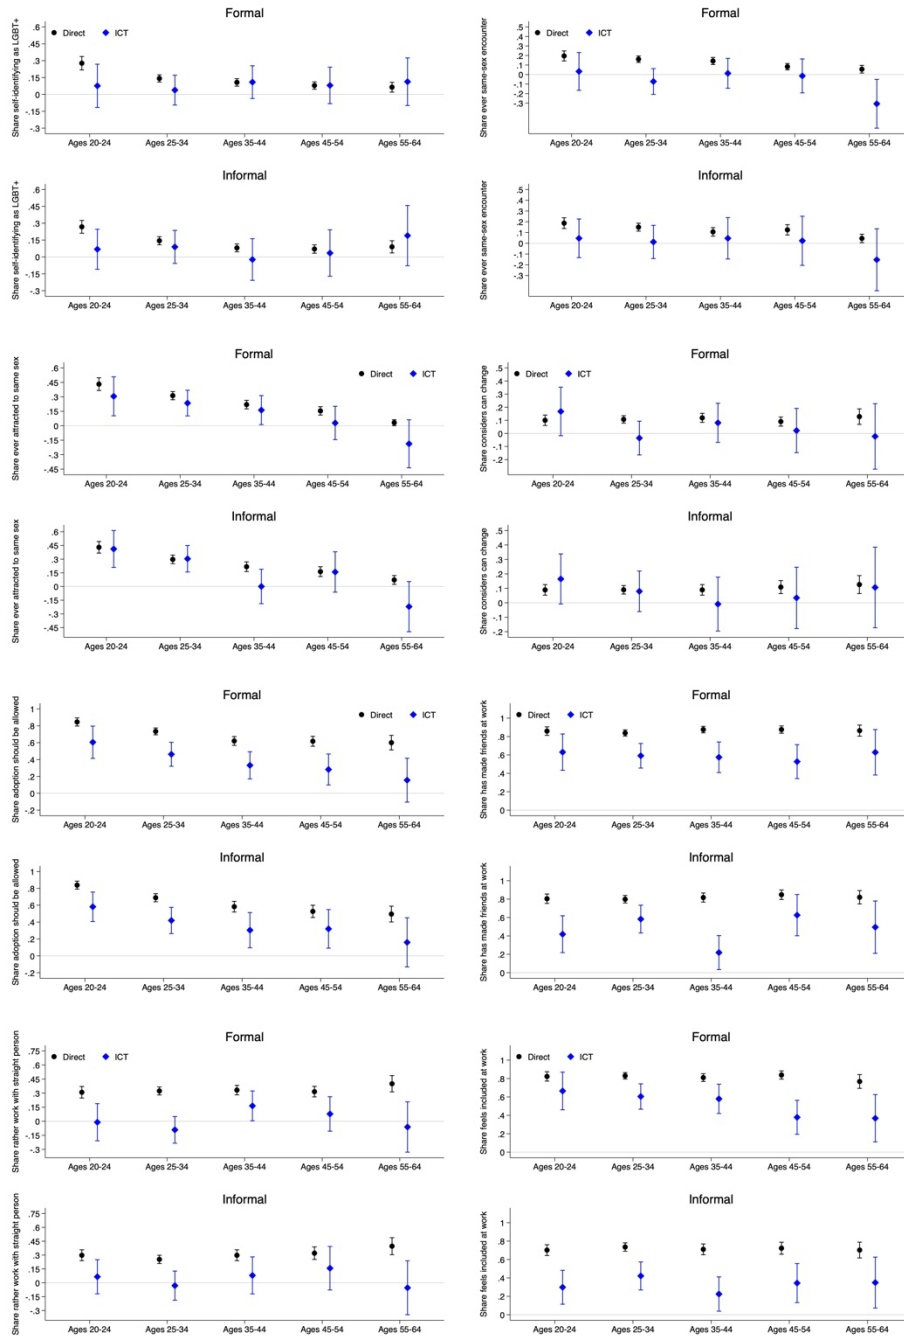 Formal
Share self-identifying as LGBT+
Direct ICT
.6
.45
.3
.15
0
-.15
-.3
Ages 20-24 Ages 25-34 Ages 35-44 Ages 45-54 Ages 55-64
Formal
Share ever same-sex encounter
Direct ICT
.5
.4
.3
.2
.1
0
-.1
-.2
-.3
Ages 20-24 Ages 25-34 Ages 35-44 Ages 45-54 Ages 55-64
Informal
Share self-identifying as LGBT+
.6
.45
.3
.15
0
-.15
-.3
Ages 20-24 Ages 25-34 Ages 35-44 Ages 45-54 Ages 55-64
Informal
Share ever same-sex encounter
.5
.4
.3
.2
.1
0
-.1
-.2
-.3
Ages 20-24 Ages 25-34 Ages 35-44 Ages 45-54 Ages 55-64
Formal
Share ever attracted to same sex
Direct ICT
.6
.45
.3
.15
0
-.15
-.3
-.45
Ages 20-24 Ages 25-34 Ages 35-44 Ages 45-54 Ages 55-64
Formal
Share considers can change
Direct ICT
.5
.4
.3
.2
.1
0
-.1
-.2
Ages 20-24 Ages 25-34 Ages 35-44 Ages 45-54 Ages 55-64
Informal
Share ever attracted to same sex
.6
.45
.3
.15
0
-.15
-.3
-.45
Ages 20-24 Ages 25-34 Ages 35-44 Ages 45-54 Ages 55-64
Informal
Share considers can change
.5
.4
.3
.2
.1
0
-.1
-.2
Ages 20-24 Ages 25-34 Ages 35-44 Ages 45-54 Ages 55-64
Formal
Share adoption should be allowed
Direct ICT
1
.8
.6
.4
.2
0
-.2
Ages 20-24 Ages 25-34 Ages 35-44 Ages 45-54 Ages 55-64
Formal
Share has made friends at work
Direct ICT
1
.8
.6
.4
.2
0
Ages 20-24 Ages 25-34 Ages 35-44 Ages 45-54 Ages 55-64
Informal
Share adoption should be allowed
1
.8
.6
.4
.2
0
-.2
Ages 20-24 Ages 25-34 Ages 35-44 Ages 45-54 Ages 55-64
Informal
Share has made friends at work
1
.8
.6
.4
.2
0
Ages 20-24 Ages 25-34 Ages 35-44 Ages 45-54 Ages 55-64
Formal
Share rather work with straight person
Direct ICT
.75
.6
.45
.3
.15
0
-.15
-.3
Ages 20-24 Ages 25-34 Ages 35-44 Ages 45-54 Ages 55-64
Formal
Share feels included at work
Direct ICT
1
.8
.6
.4
.2
0
Ages 20-24 Ages 25-34 Ages 35-44 Ages 45-54 Ages 55-64
Informal
Share rather work with straight person
.75
.6
.45
.3
.15
0
-.15
-.3
Ages 20-24 Ages 25-34 Ages 35-44 Ages 45-54 Ages 55-64
Informal
Share feels included at work
1
.8
.6
.4
.2
0
Ages 20-24 Ages 25-34 Ages 35-44 Ages 45-54 Ages 55-64